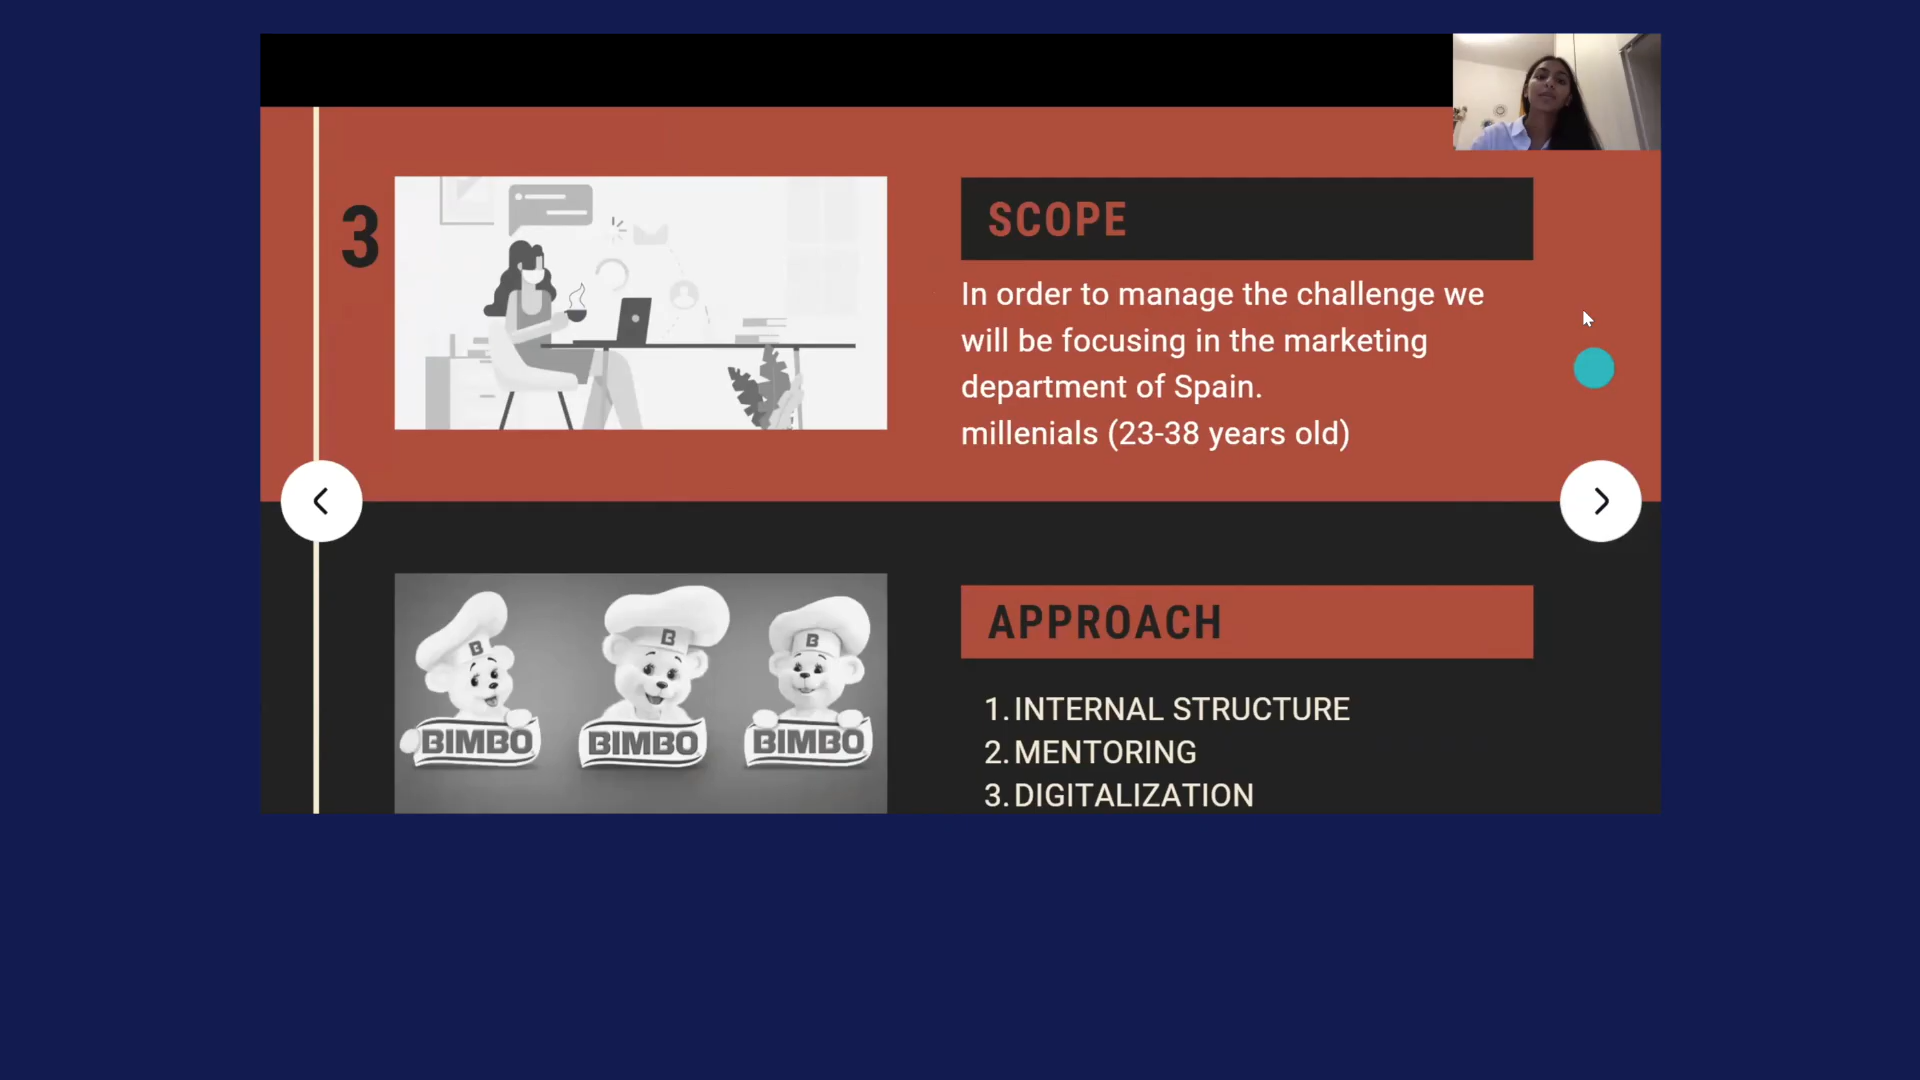 3
SCOPE
In order to manage the challenge we
will be focusing in the marketing
department of Spain.
millenials (23-38 years old)
B
B
B
BIMBO
BIMBO
BIMBO
APPROACH
1. INTERNAL STRUCTURE
2. MENTORING
3. DIGITALIZATION